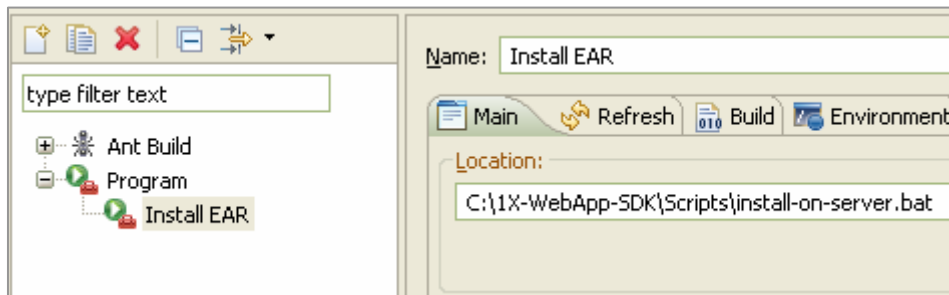 type filter text
Ant Build
Program
Install EAR
Name: Install EAR
Main Refresh 010 Build Environment
Location:
C:\1X-WebApp-SDK\Scripts\install-on-server.bat